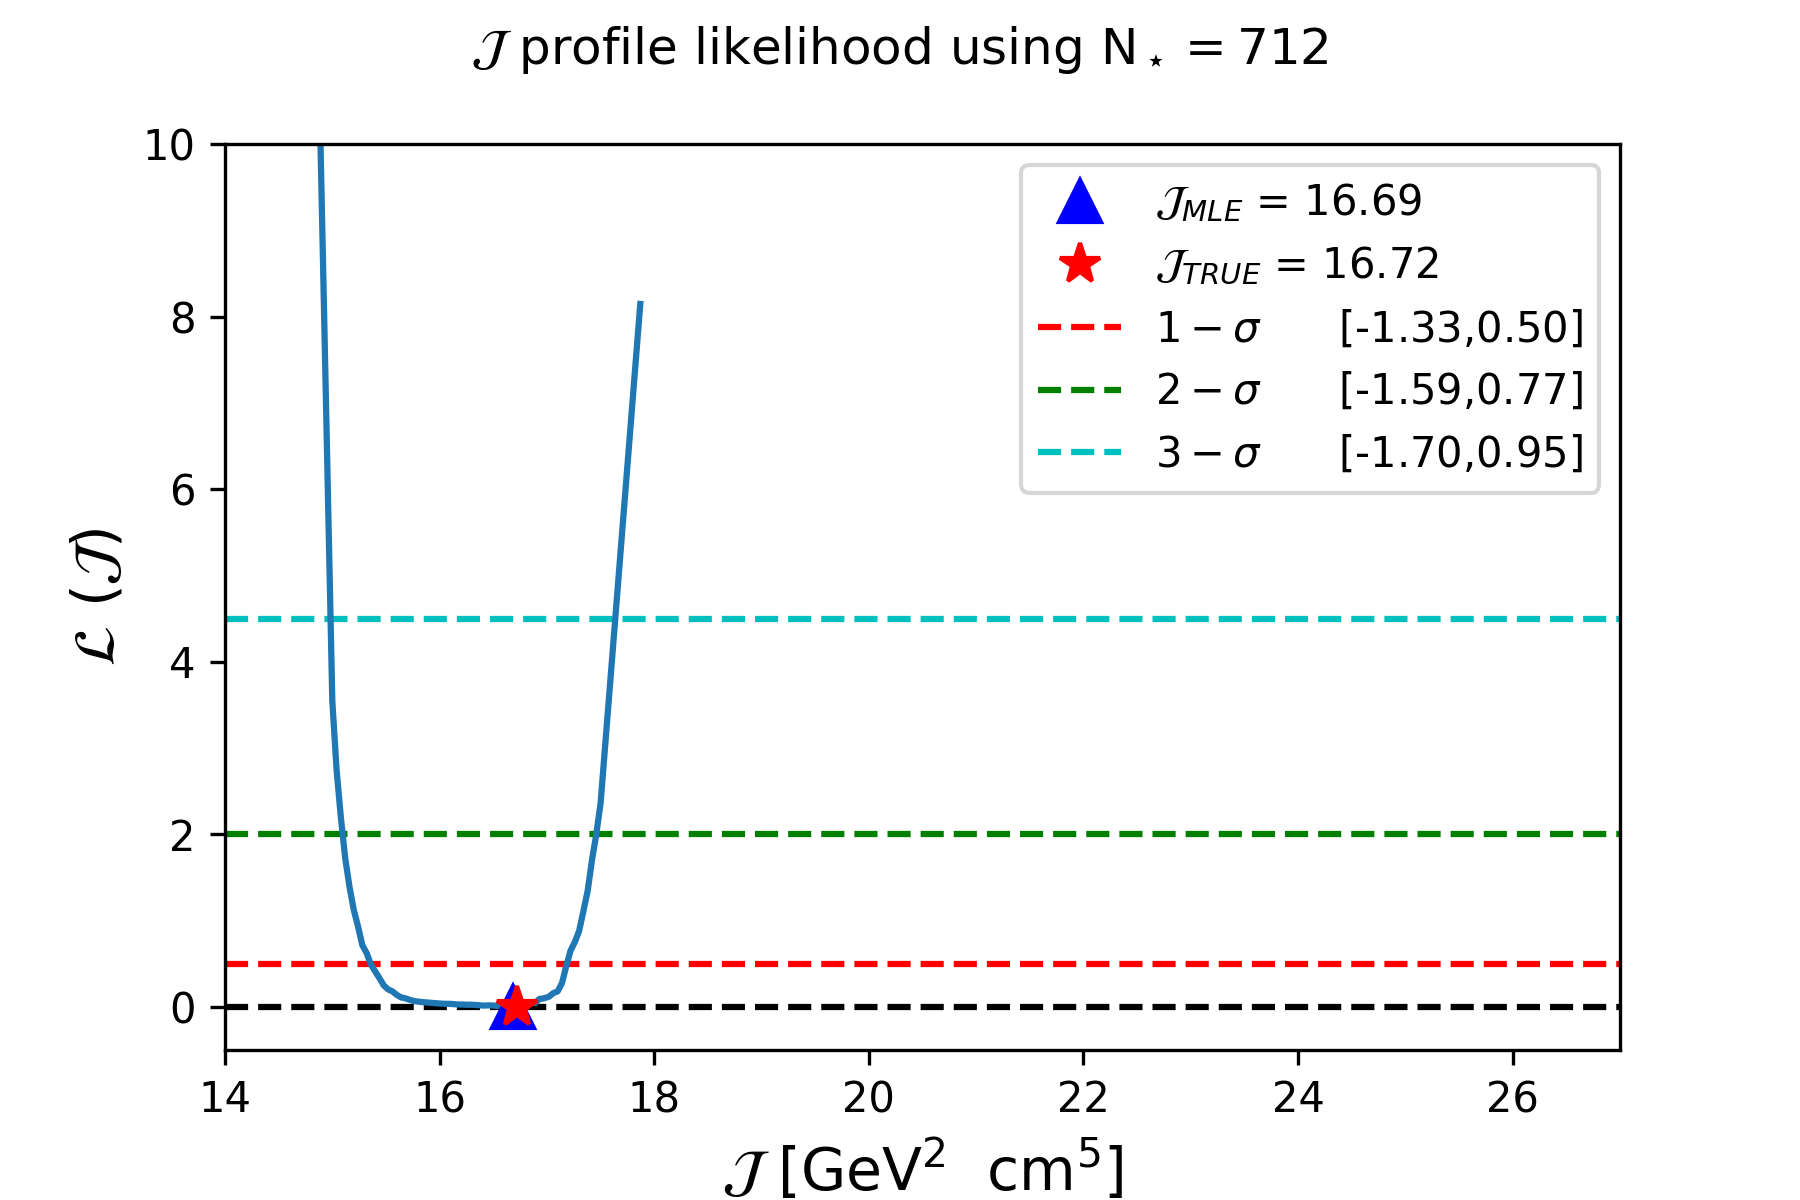 𝒥 profile likelihood using N⋆ = 712
10
8
6
4
2
0
ℒ (𝒥)
𝒥MLE = 16.69
𝒥TRUE = 16.72
1 − σ [-1.33,0.50]
2 − σ [-1.59,0.77]
3 − σ [-1.70,0.95]
14 16 18 20 22 24 26
𝒥 [GeV² cm⁵]